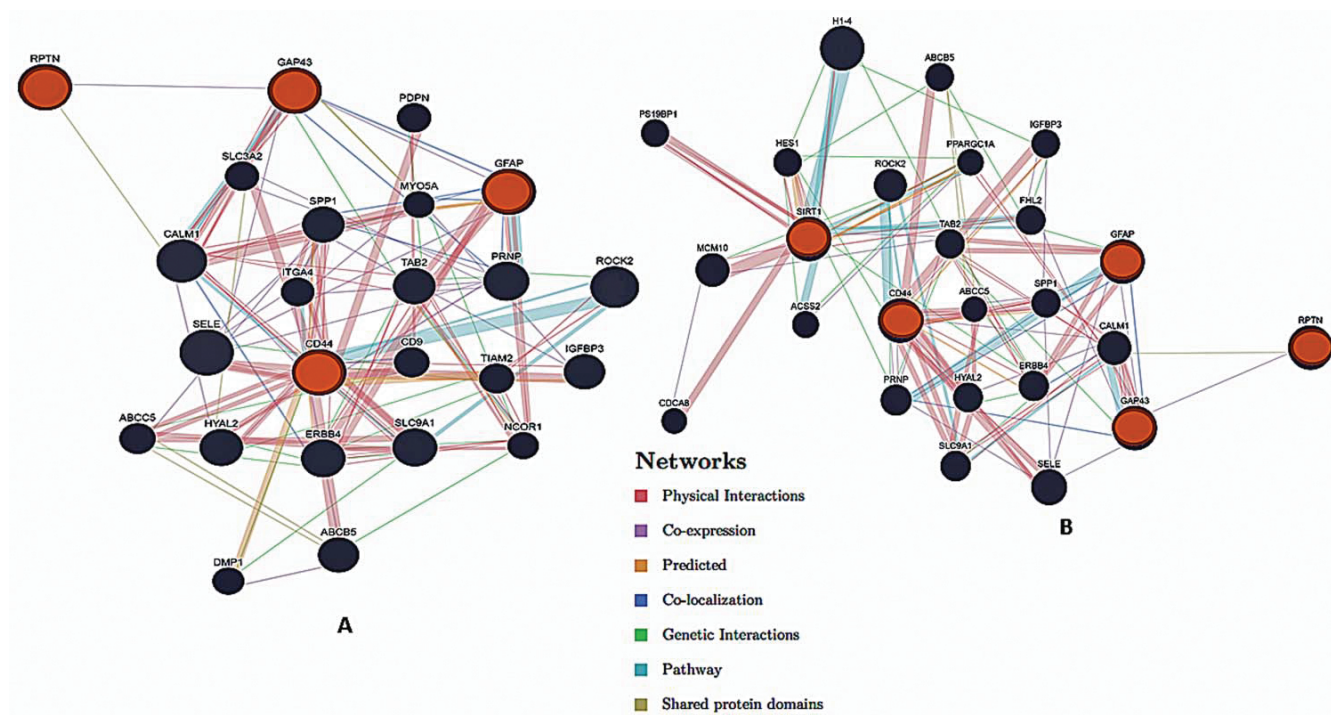 RPTN
GAP43
PDPN
SLC3A2
GFAP
MYO5A
SPP1
CALM1
TAB2
PRNP
ROCK2
ITGA4
SELE
CD44
CD9
TIAM2
IGFBP3
ABCC5
HYAL2
ERBB4
SLC9A1
NCOR1
ABCB5
DMP1
A
H1-4
ABCB5
PS19BP1
IGFBP3
HES1
PPARGC1A
ROCK2
SIRT1
FHL2
TAB2
MCM10
GFAP
CD44
ABCC5
SPP1
ACSS2
CALM1
RPTN
PRNP
HYAL2
ERBB4
GAP43
CDCA8
SLC9A1
SELE
B
Networks
Physical Interactions
Co-expression
Predicted
Co-localization
Genetic Interactions
Pathway
Shared protein domains